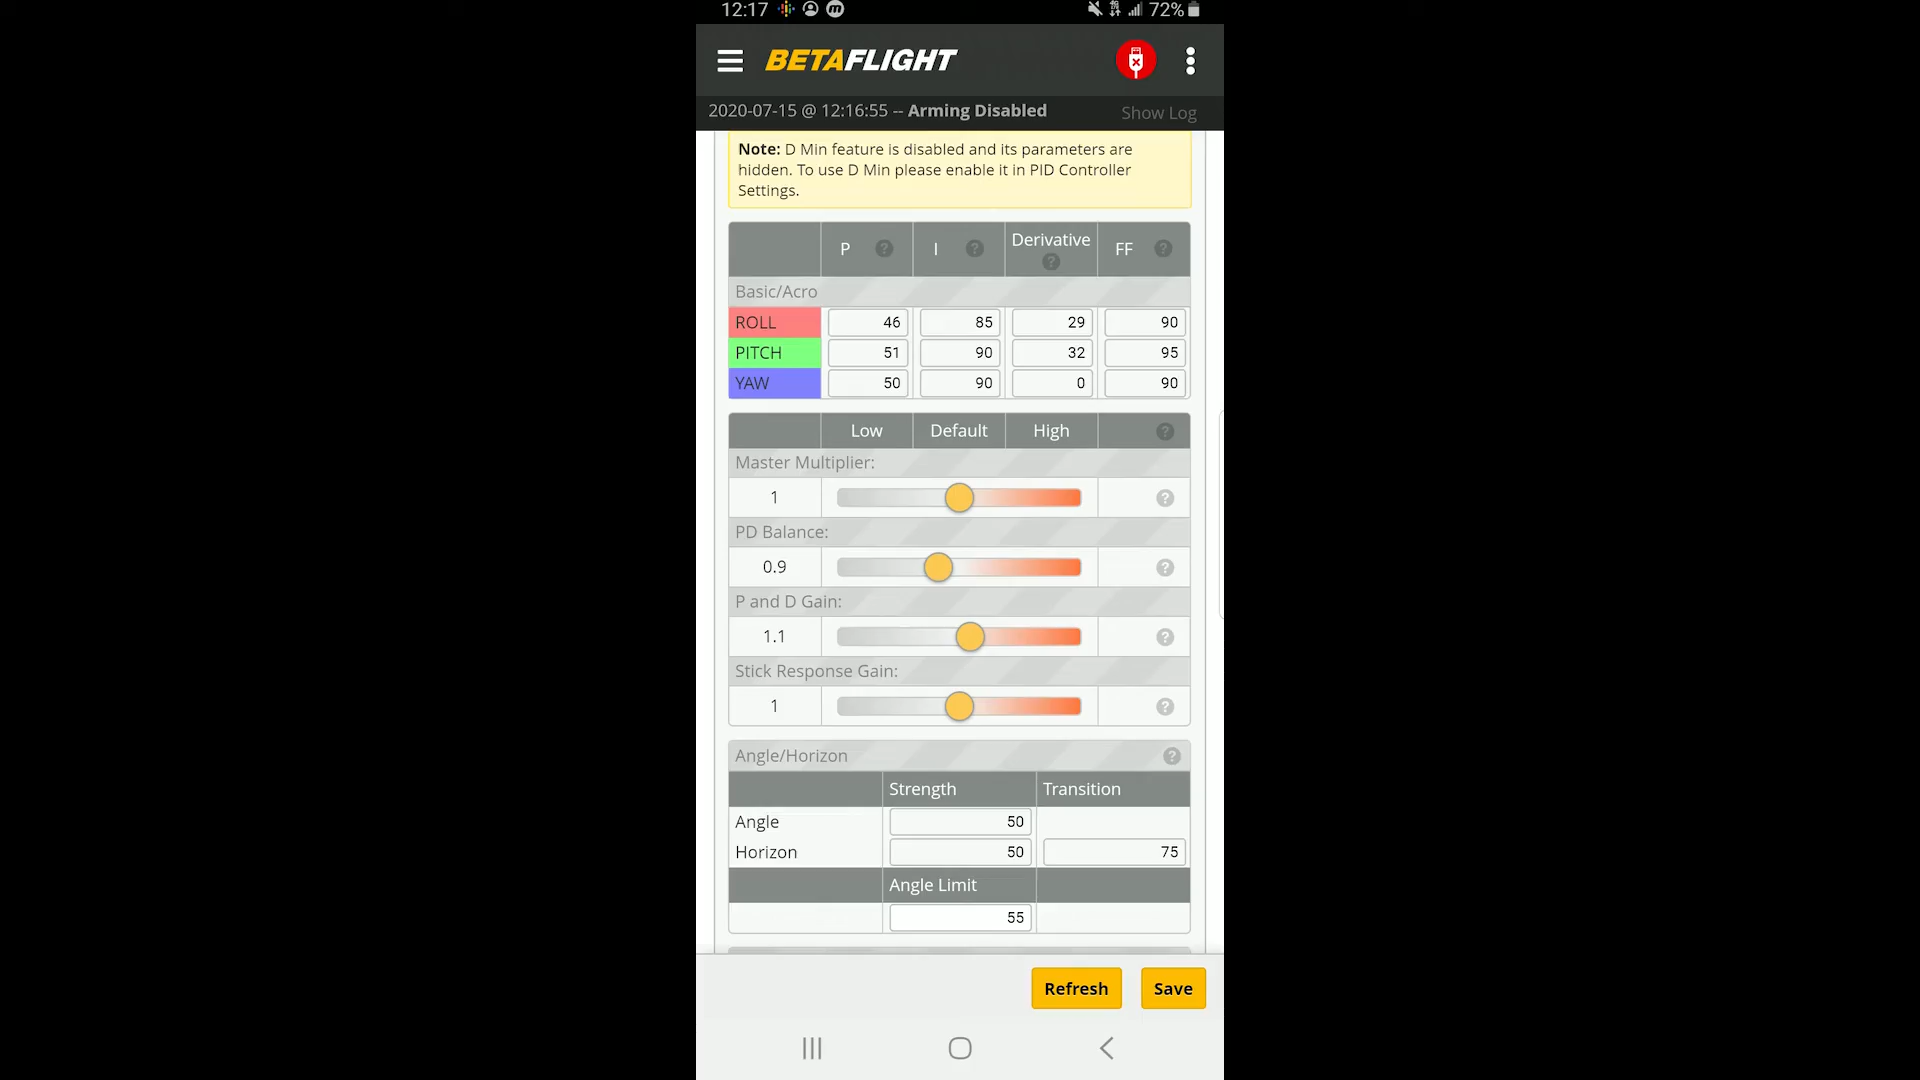 12:17 72%
BETAFLIGHT
2020-07-15 @ 12:16:55 -- Arming Disabled Show Log
Note: D Min feature is disabled and its parameters are
hidden. To use D Min please enable it in PID Controller
Settings.
P I Derivative FF
Basic/Acro
ROLL 46 85 29 90
PITCH 51 90 32 95
YAW 50 90 0 90
Low Default High
Master Multiplier:
1
PD Balance:
0.9
P and D Gain:
1.1
Stick Response Gain:
1
Angle/Horizon
Strength Transition
Angle 50
Horizon 50 75
Angle Limit
55
Refresh Save